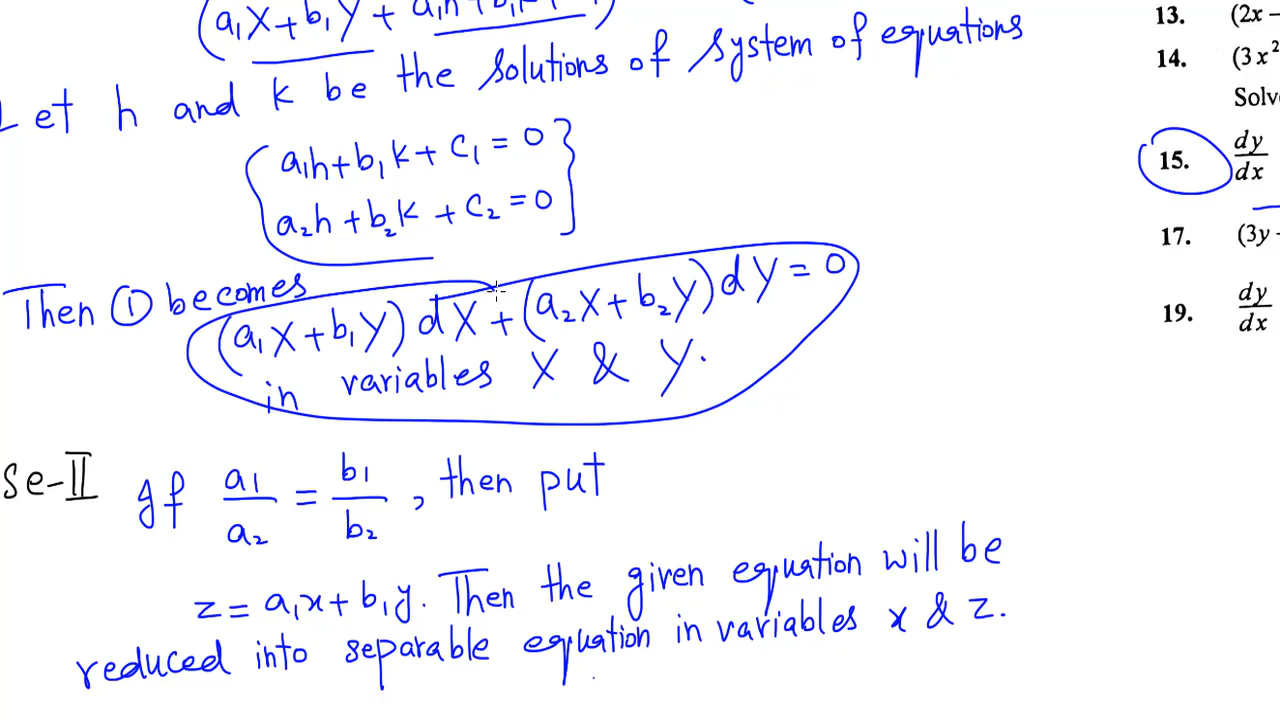 (a₁X+b₁Y +
Let h and k be the solutions of system of equations
a₁h+b₁k+c₁=0
a₂h+b₂k+c₂=0
Then ① becomes
(a₁X+b₁Y)dX+(a₂X+b₂Y)dY=0
in variables X & Y.
se-II If a₁/a₂ = b₁/b₂, then put
z=a₁x+b₁y. Then the given equation will be
reduced into separable equation in variables x & z.
13. (2x –
14. (3x²
Solv
15. dy/dx
17. (3y -
19. dy/dx